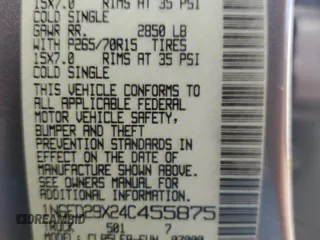 15X7.0 RIMS AT 35 PSI
COLD SINGLE
GAWR RR. 2850 LB
WITH P265/70R15 TIRES
15X7.0 RIMS AT 35 PSI
COLD SINGLE
THIS VEHICLE CONFORMS TO
ALL APPLICABLE FEDERAL
MOTOR VEHICLE SAFETY,
BUMPER AND THEFT
PREVENTION STANDARDS IN
EFFECT ON THE DATE OF
MANUFACTURE SHOWN ABOVE.
SEE OWNERS MANUAL FOR
ADDITIONAL INFORMATION
1N6ED29X24C455875
TRUCK 501 7
MODEL: